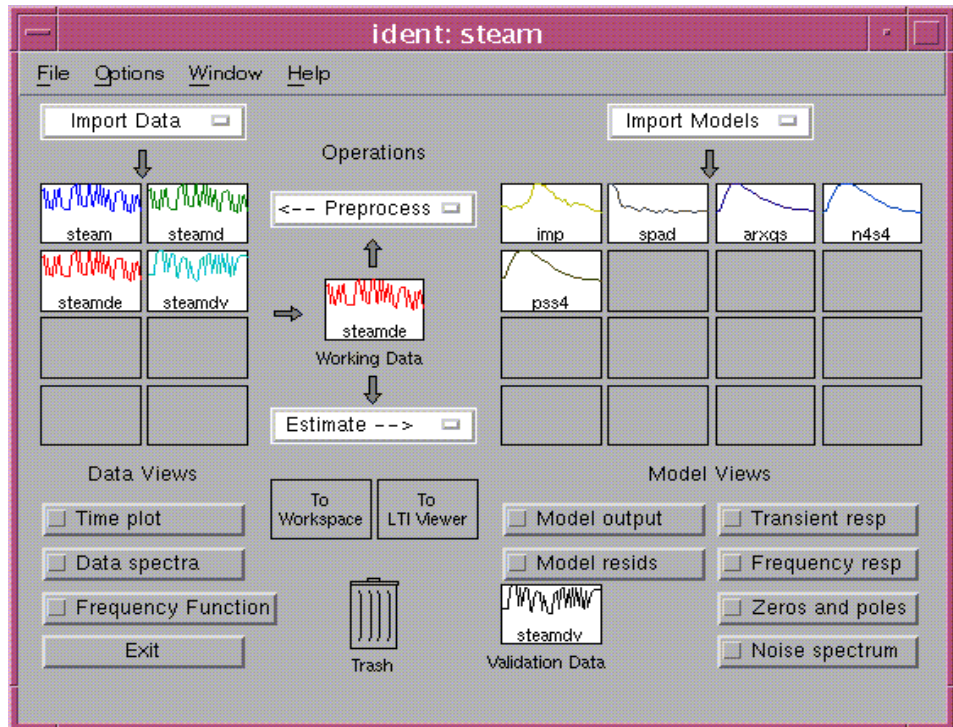 ident: steam
File Options Window Help
Import Data
Import Models
Operations
steam steamd
<-- Preprocess
imp spad arxqs n4s4
steamde steamdv
steamde
pss4
Working Data
Estimate -->
Data Views
Model Views
To Workspace
To LTI Viewer
Time plot
Model output
Transient resp
Data spectra
Model resids
Frequency resp
Frequency Function
Zeros and poles
steamdv
Exit
Trash
Validation Data
Noise spectrum